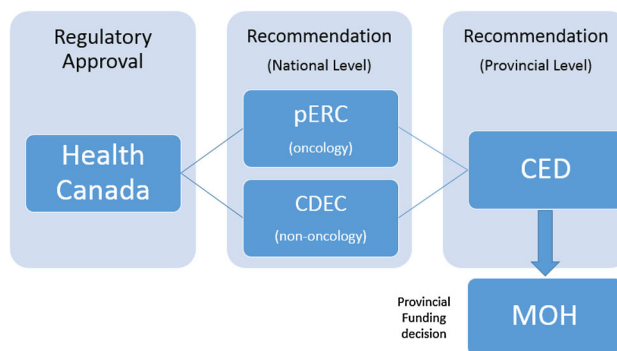 Regulatory
Approval
Health
Canada
Recommendation
(National Level)
pERC
(oncology)
CDEC
(non-oncology)
Recommendation
(Provincial Level)
CED
Provincial
Funding
decision
MOH